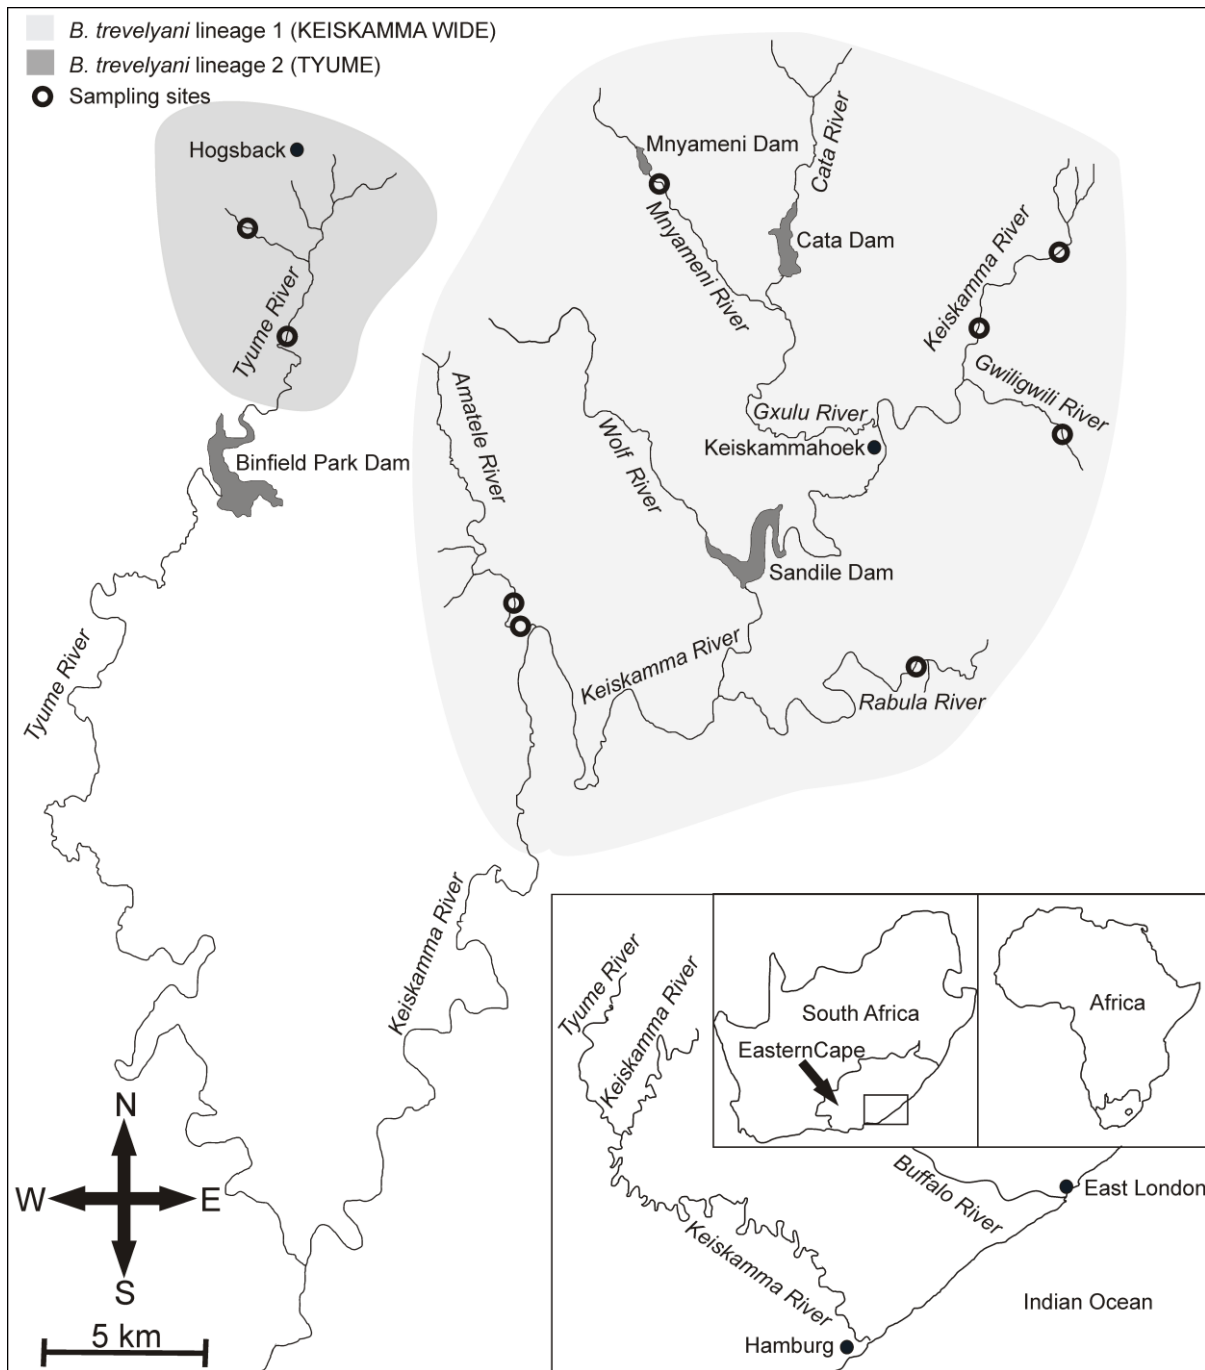 B. trevelyani lineage 1 (KEISKAMMA WIDE)
B. trevelyani lineage 2 (TYUME)
Sampling sites
Hogsback
Mnyameni Dam
Cata River
Mnyameni River
Cata Dam
Keiskamma River
Tyume River
Gwiligwili River
Amatele River
Wolf River
Gxulu River
Keiskammahoek
Binfield Park Dam
Sandile Dam
Tyume River
Keiskamma River
Rabula River
Keiskamma River
Tyume River
Keiskamma River
South Africa
EasternCape
Africa
N
W
E
S
5 km
Buffalo River
East London
Keiskamma River
Indian Ocean
Hamburg